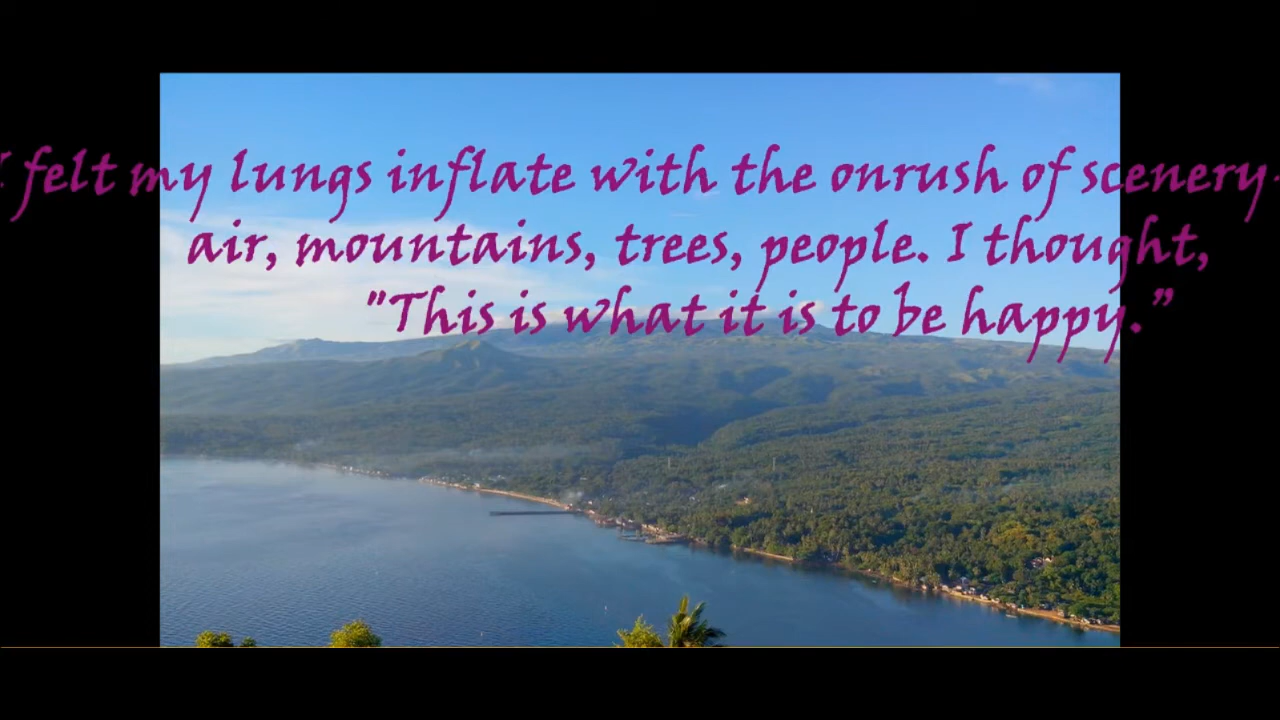 I felt my lungs inflate with the onrush of scenery-
air, mountains, trees, people. I thought,
"This is what it is to be happy.”